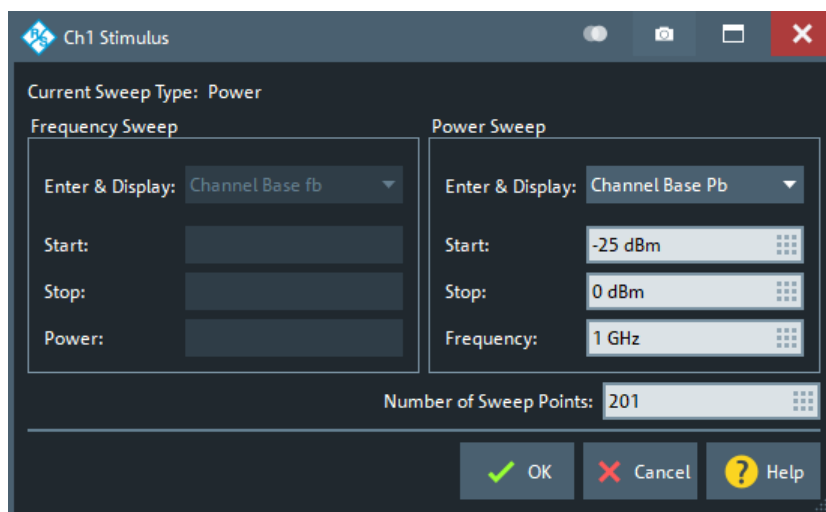 R S
Ch1 Stimulus
Current Sweep Type: Power
Frequency Sweep
Enter & Display: Channel Base fb
Start:
Stop:
Power:
Power Sweep
Enter & Display: Channel Base Pb
Start: -25 dBm
Stop: 0 dBm
Frequency: 1 GHz
Number of Sweep Points: 201
OK Cancel ? Help